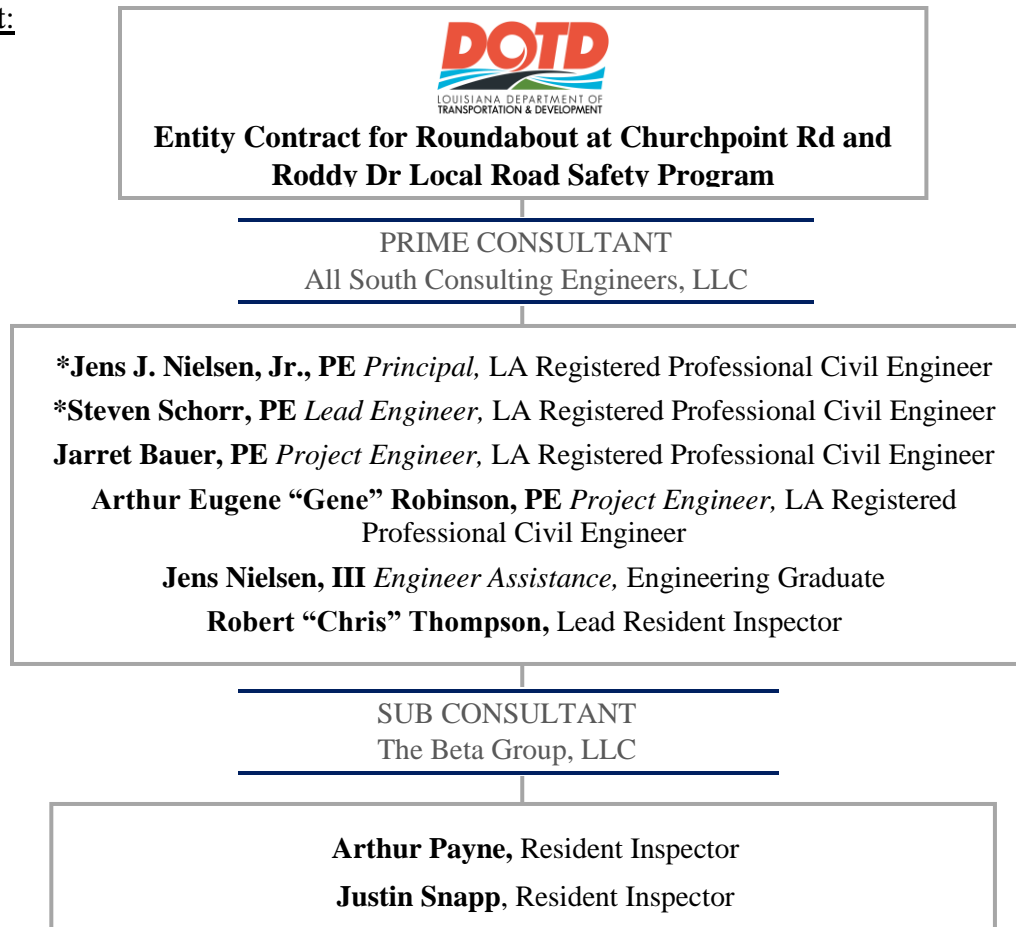 t:
DOTD
LOUISIANA DEPARTMENT OF
TRANSPORTATION & DEVELOPMENT
Entity Contract for Roundabout at Churchpoint Rd and
Roddy Dr Local Road Safety Program
PRIME CONSULTANT
All South Consulting Engineers, LLC
*Jens J. Nielsen, Jr., PE Principal, LA Registered Professional Civil Engineer
*Steven Schorr, PE Lead Engineer, LA Registered Professional Civil Engineer
Jarret Bauer, PE Project Engineer, LA Registered Professional Civil Engineer
Arthur Eugene “Gene” Robinson, PE Project Engineer, LA Registered
Professional Civil Engineer
Jens Nielsen, III Engineer Assistance, Engineering Graduate
Robert “Chris” Thompson, Lead Resident Inspector
SUB CONSULTANT
The Beta Group, LLC
Arthur Payne, Resident Inspector
Justin Snapp, Resident Inspector